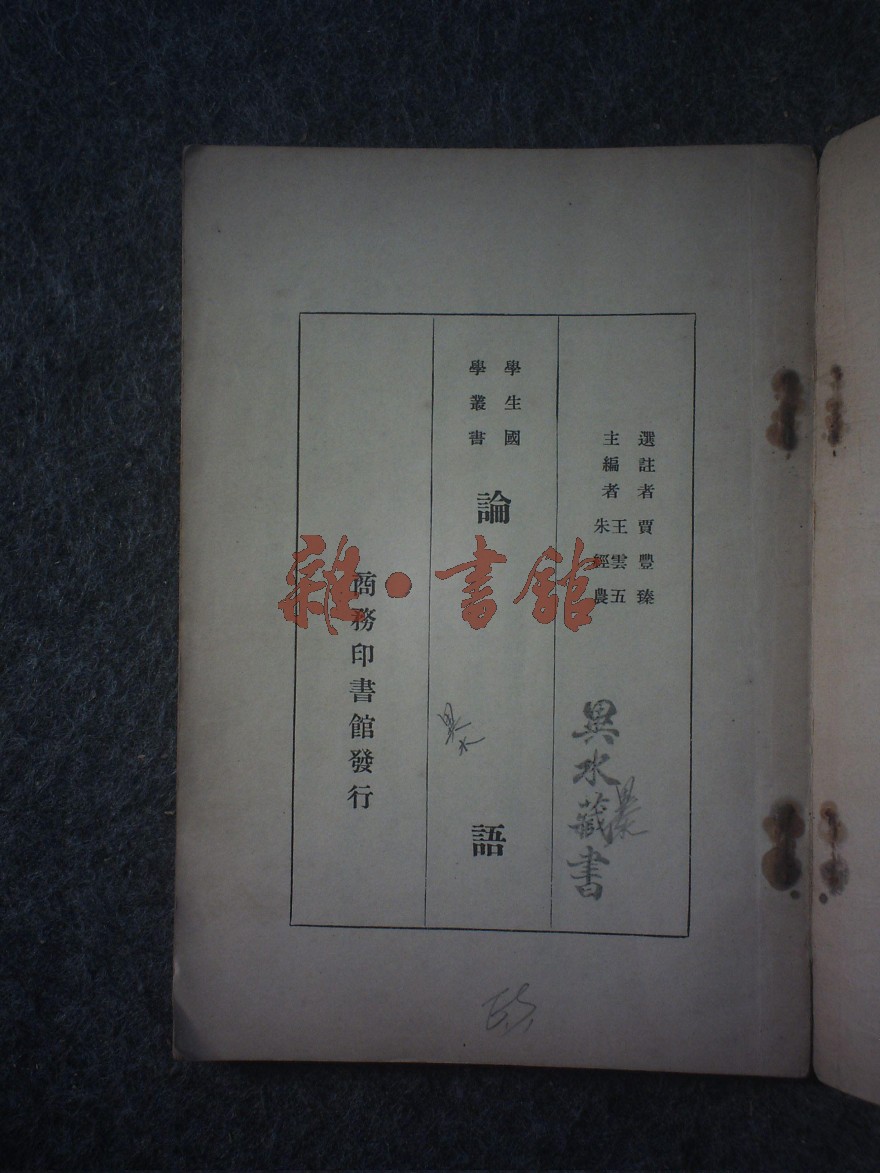 選註者 賈豐臻
主編者 王雲五
朱經農
學生國
學叢書
論語
商務印書館發行
異水藏書
雜·書館